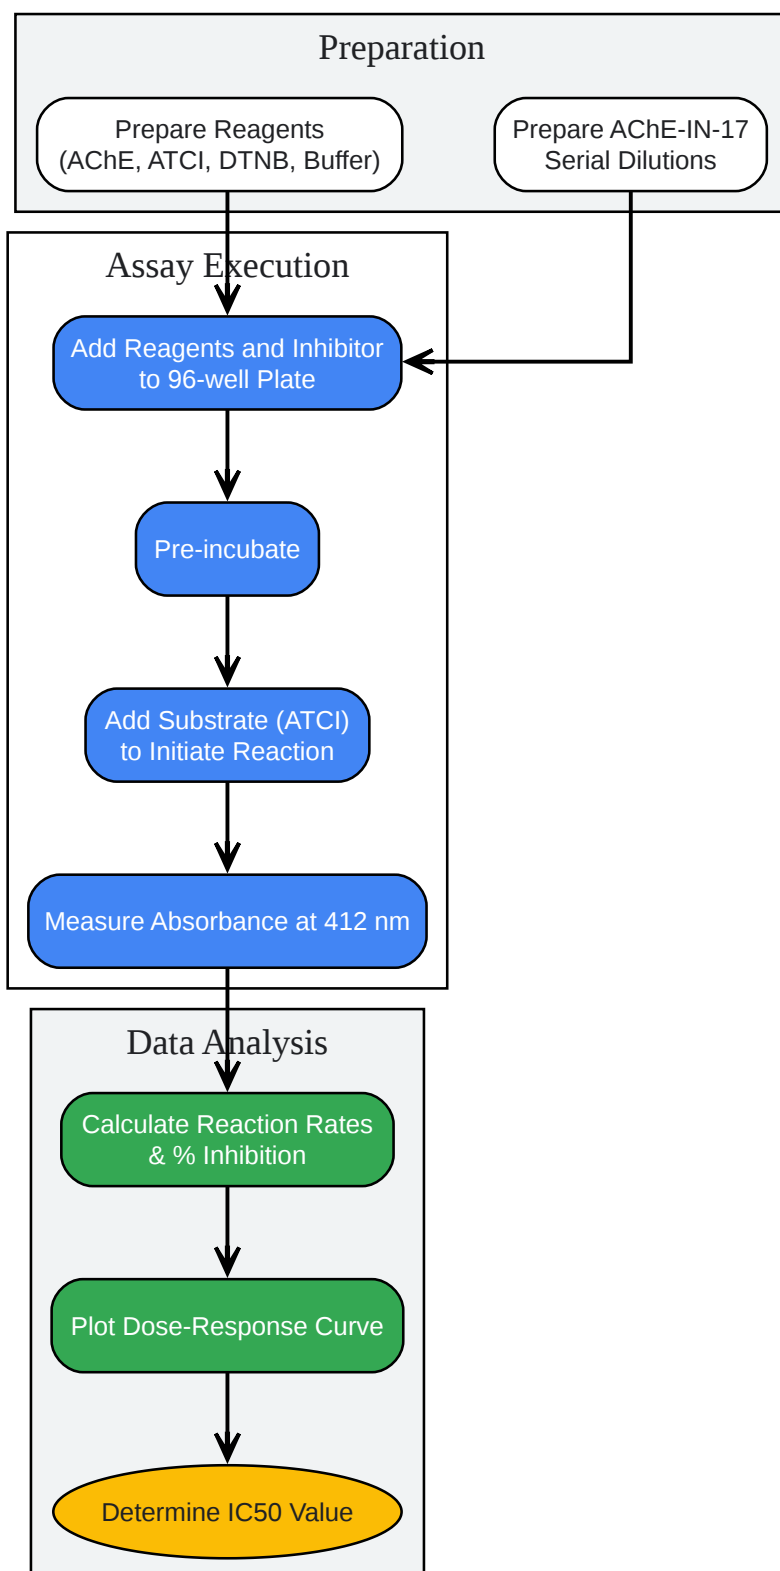 Preparation
Prepare Reagents
(AChE, ATCI, DTNB, Buffer)
Prepare AChE-IN-17
Serial Dilutions
Assay Execution
Add Reagents and Inhibitor
to 96-well Plate
Pre-incubate
Add Substrate (ATCI)
to Initiate Reaction
Measure Absorbance at 412 nm
Data Analysis
Calculate Reaction Rates
& % Inhibition
Plot Dose-Response Curve
Determine IC50 Value